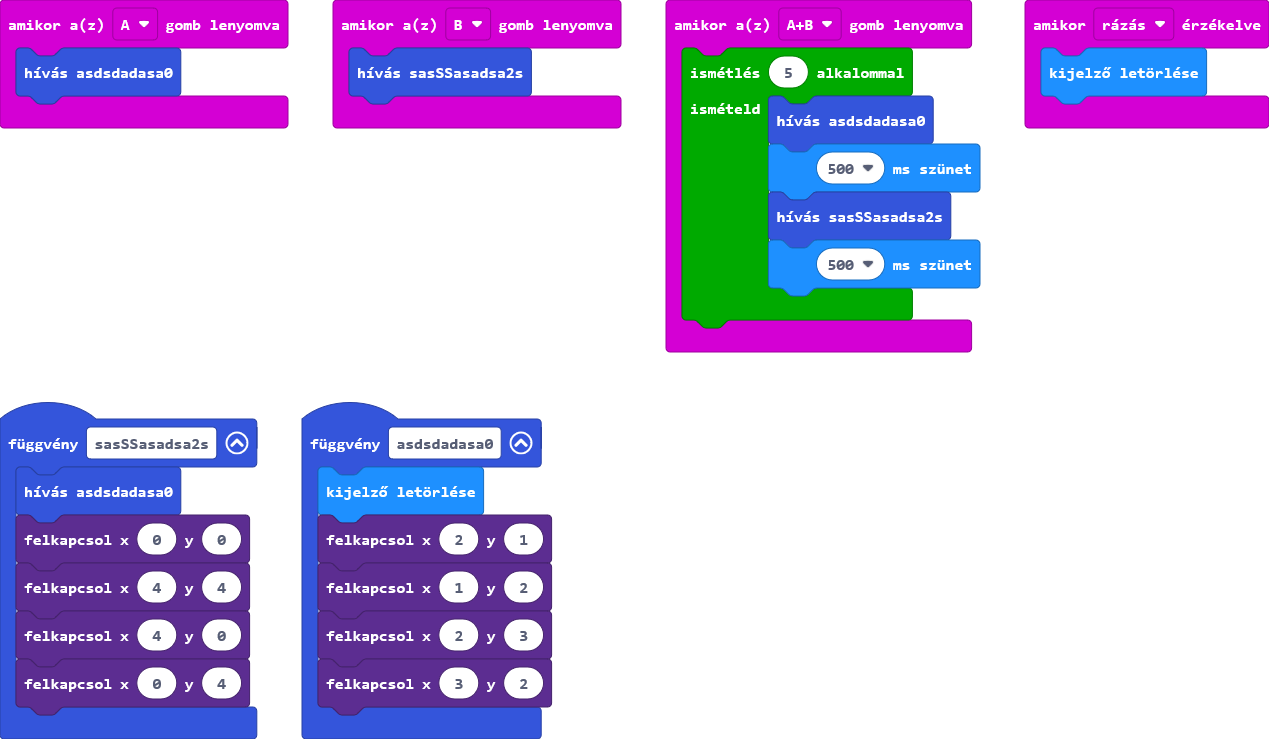 amikor a(z) A gomb lenyomva
hívás asdsdadasa0
amikor a(z) B gomb lenyomva
hívás sasSSasadsa2s
amikor a(z) A+B gomb lenyomva
ismétlés 5 alkalommal
ismételd
hívás asdsdadasa0
500 ms szünet
hívás sasSSasadsa2s
500 ms szünet
amikor rázás érzékelve
kijelző letörlése
függvény sasSSasadsa2s
hívás asdsdadasa0
felkapcsol x 0 y 0
felkapcsol x 4 y 4
felkapcsol x 4 y 0
felkapcsol x 0 y 4
függvény asdsdadasa0
kijelző letörlése
felkapcsol x 2 y 1
felkapcsol x 1 y 2
felkapcsol x 2 y 3
felkapcsol x 3 y 2